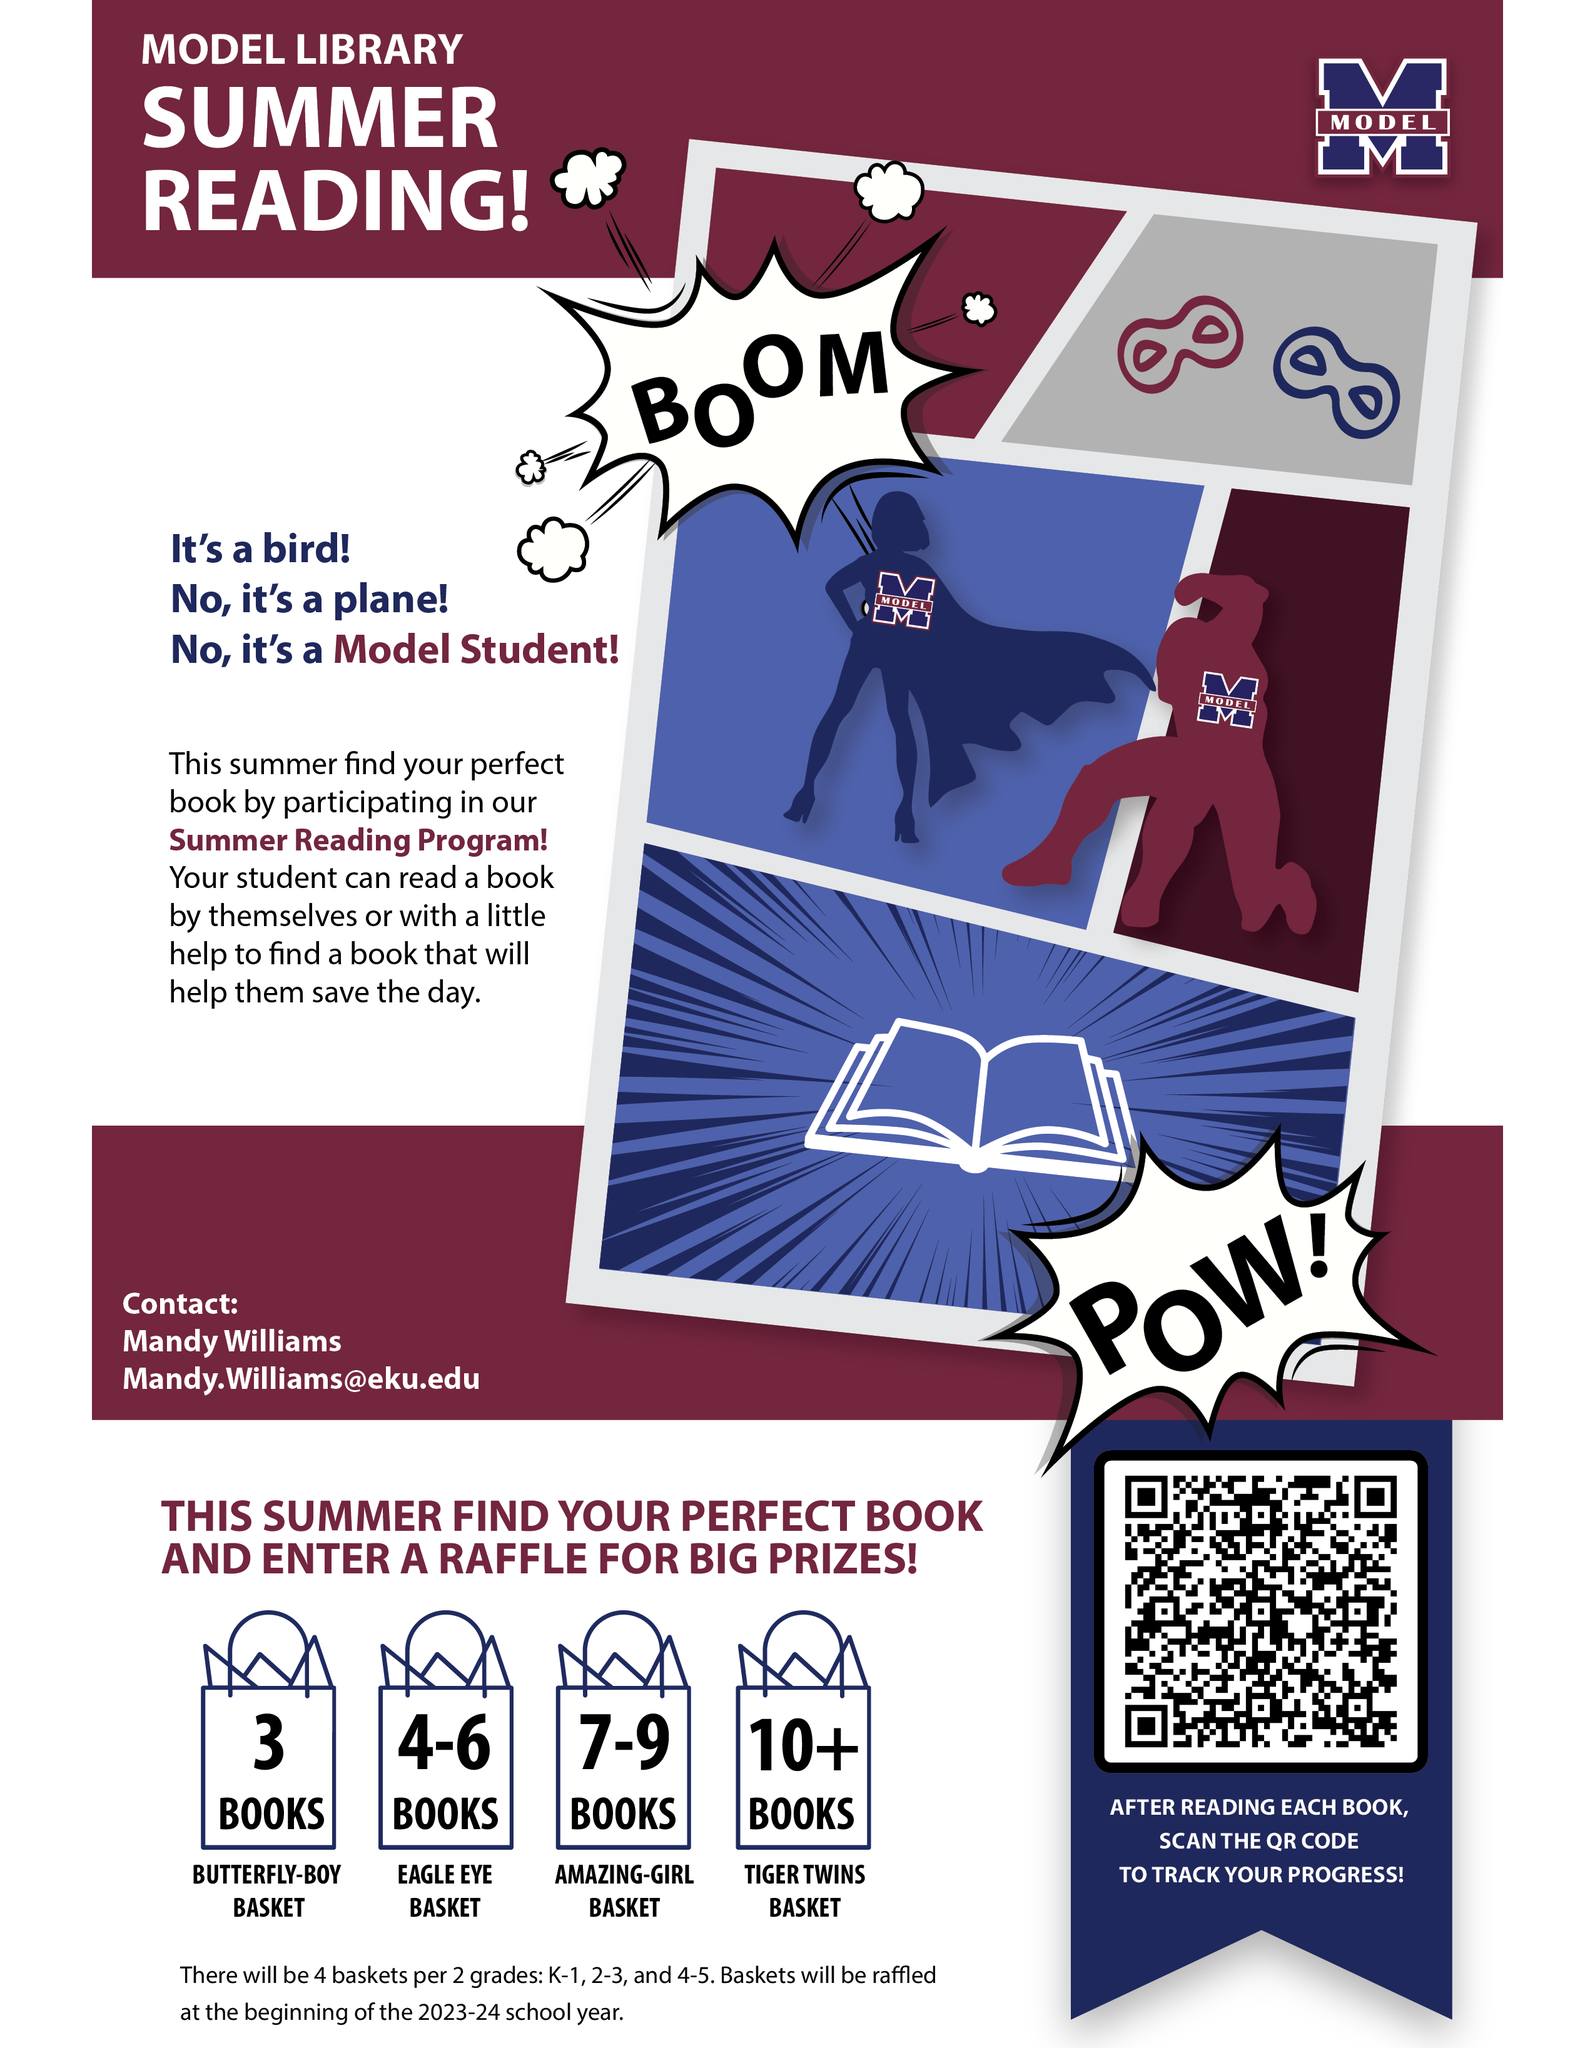 MODEL LIBRARY
SUMMER
READING!
MODEL
BOOM
It's a bird!
No, it's a plane!
No, it's a Model Student!
MODEL
MODEL
This summer find your perfect
book by participating in our
Summer Reading Program!
Your student can read a book
by themselves or with a little
help to find a book that will
help them save the day.
POW!
Contact:
Mandy Williams
Mandy.Williams@eku.edu
THIS SUMMER FIND YOUR PERFECT BOOK
AND ENTER A RAFFLE FOR BIG PRIZES!
3
BOOKS
BUTTERFLY-BOY
BASKET
4-6
BOOKS
EAGLE EYE
BASKET
7-9
BOOKS
AMAZING-GIRL
BASKET
10+
BOOKS
TIGER TWINS
BASKET
There will be 4 baskets per 2 grades: K-1, 2-3, and 4-5. Baskets will be raffled
at the beginning of the 2023-24 school year.
AFTER READING EACH BOOK,
SCAN THE QR CODE
TO TRACK YOUR PROGRESS!